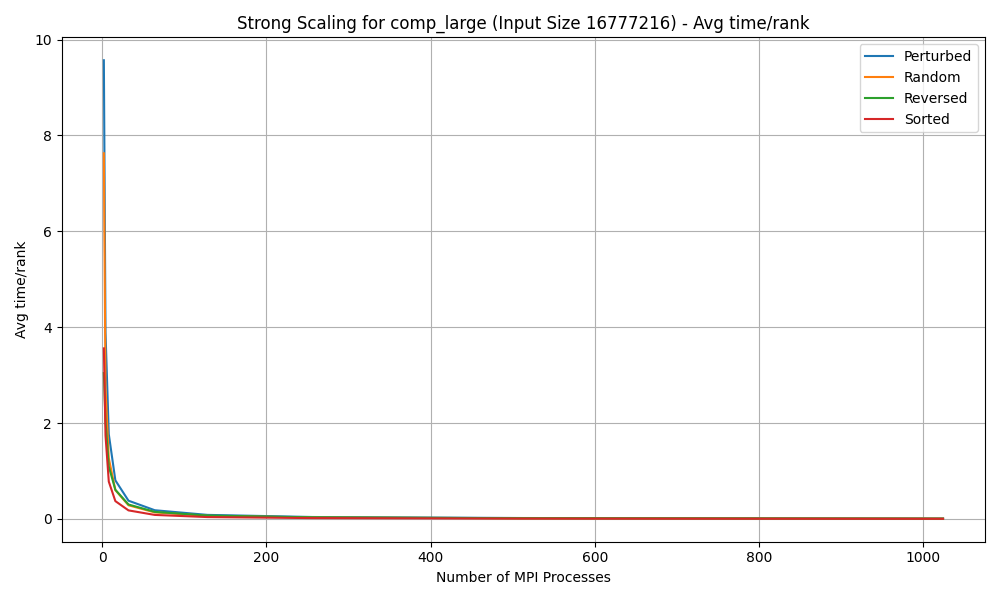 Strong Scaling for comp_large (Input Size 16777216) - Avg time/rank
10
8
6
4
2
0
Avg time/rank
Perturbed
Random
Reversed
Sorted
0 200 400 600 800 1000
Number of MPI Processes